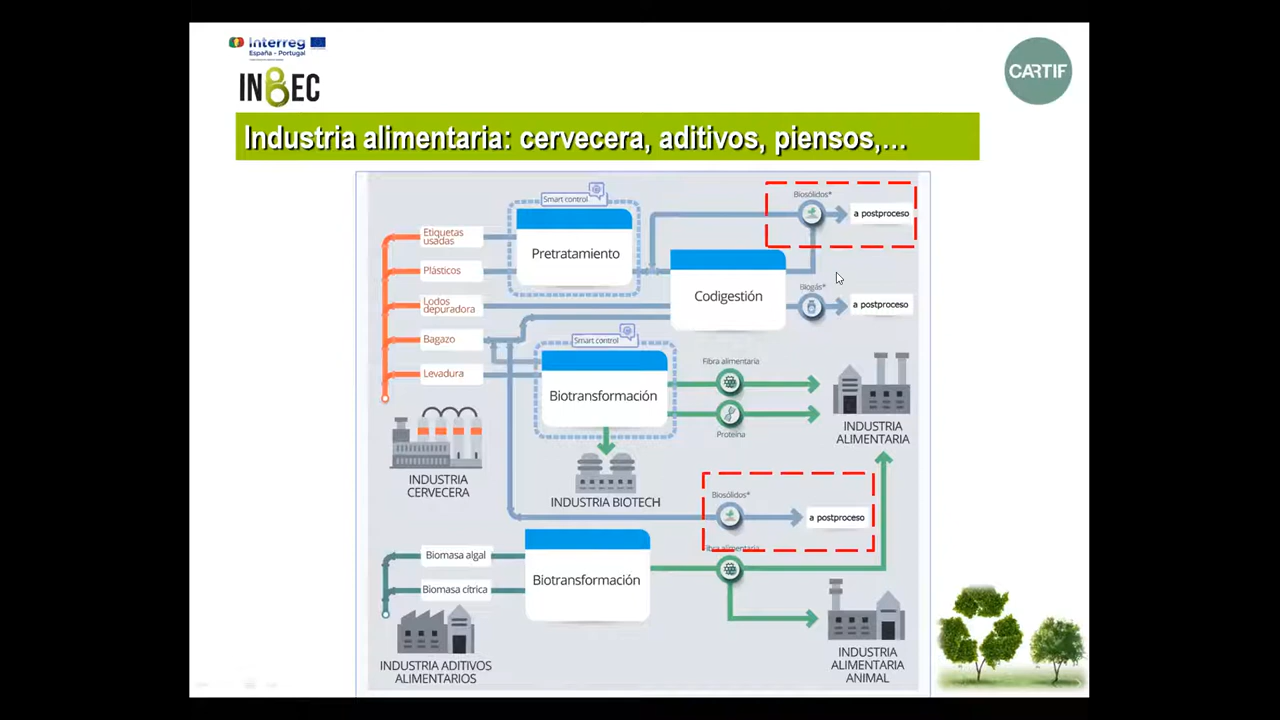 Interreg
España - Portugal
INBEC
CARTIF
Industria alimentaria: cervecera, aditivos, piensos,...
Smart control
Biosólidos*
a postproceso
Etiquetas
usadas
Pretratamiento
Plásticos
Codigestión
Biogás*
a postproceso
Lodos
depuradora
Bagazo
Smart control
Levadura
Biotransformación
Fibra alimentaria
Proteína
INDUSTRIA
ALIMENTARIA
INDUSTRIA
CERVECERA
INDUSTRIA BIOTECH
Biosólidos*
a postproceso
Biomasa algal
Fibra alimentaria
Biotransformación
Biomasa cítrica
INDUSTRIA ADITIVOS
ALIMENTARIOS
INDUSTRIA
ALIMENTARIA
ANIMAL